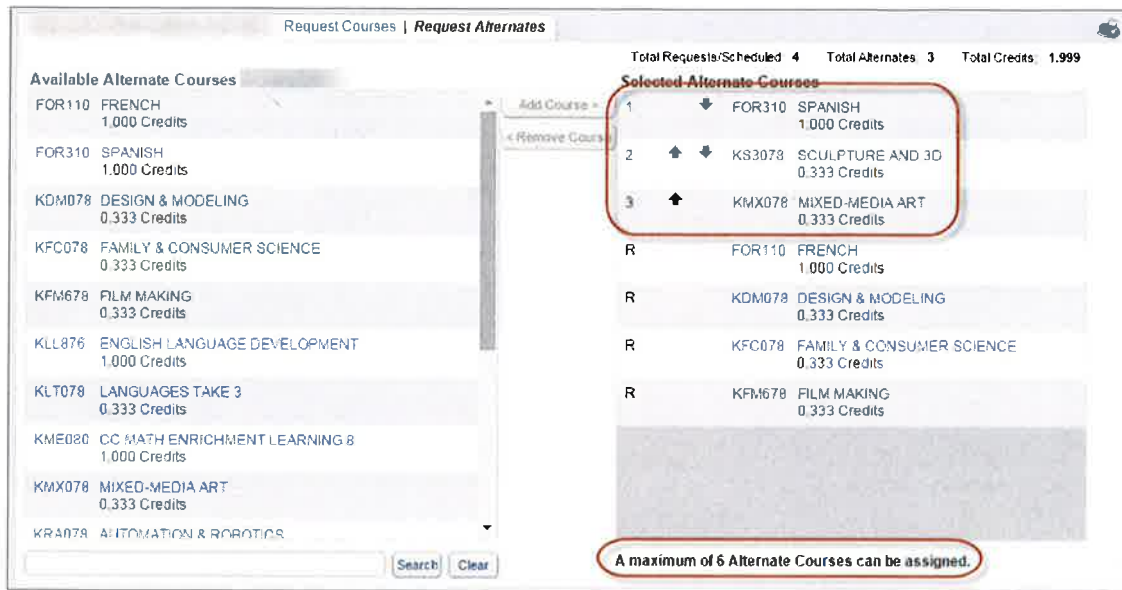 Request Courses | Request Alternates
Total Requests/Scheduled 4 Total Alternates 3 Total Credits: 1.999
Available Alternate Courses
FOR110 FRENCH
1.000 Credits
FOR310 SPANISH
1.000 Credits
KDM078 DESIGN & MODELING
0.333 Credits
KFC078 FAMILY & CONSUMER SCIENCE
0.333 Credits
KFM678 FILM MAKING
0.333 Credits
KLL876 ENGLISH LANGUAGE DEVELOPMENT
1.000 Credits
KLT078 LANGUAGES TAKE 3
0.333 Credits
KME080 CC MATH ENRICHMENT LEARNING 8
1.000 Credits
KMX078 MIXED-MEDIA ART
0.333 Credits
KRA078 AUTOMATION & ROBOTICS
Search Clear
Add Course >
< Remove Course
Selected Alternate Courses
1 FOR310 SPANISH
1.000 Credits
2 KS3078 SCULPTURE AND 3D
0.333 Credits
3 KMX078 MIXED-MEDIA ART
0.333 Credits
R FOR110 FRENCH
1.000 Credits
R KDM078 DESIGN & MODELING
0.333 Credits
R KFC078 FAMILY & CONSUMER SCIENCE
0.333 Credits
R KFM678 FILM MAKING
0.333 Credits
A maximum of 6 Alternate Courses can be assigned.